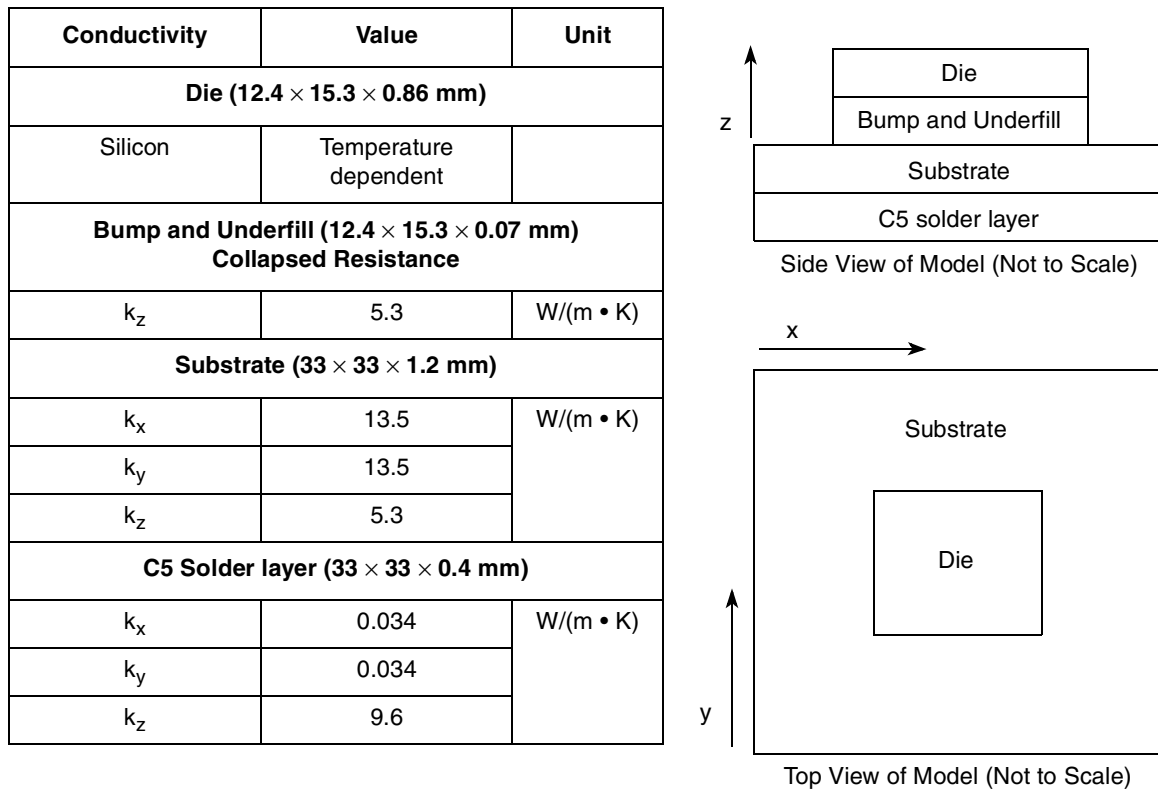 Conductivity Value Unit
Die (12.4 × 15.3 × 0.86 mm)
Silicon Temperature
dependent
Bump and Underfill (12.4 × 15.3 × 0.07 mm)
Collapsed Resistance
kz 5.3 W/(m • K)
Substrate (33 × 33 × 1.2 mm)
kx 13.5 W/(m • K)
ky 13.5
kz 5.3
C5 Solder layer (33 × 33 × 0.4 mm)
kx 0.034 W/(m • K)
ky 0.034
kz 9.6
z
Die
Bump and Underfill
Substrate
C5 solder layer
Side View of Model (Not to Scale)
x
Substrate
Die
y
Top View of Model (Not to Scale)